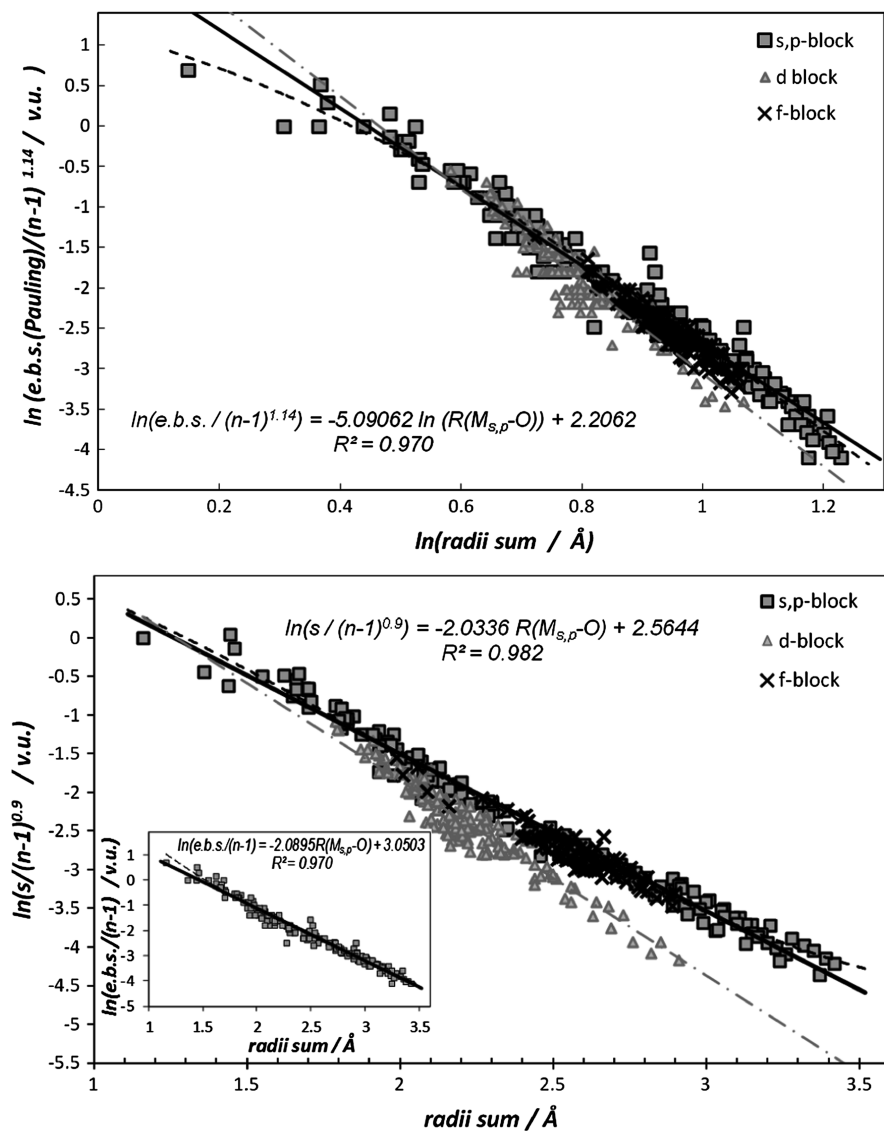 ln (e.b.s.(Pauling)/(n-1)^1.14 / v.u. )
1
0.5
0
-0.5
-1
-1.5
-2
-2.5
-3
-3.5
-4
-4.5
s,p-block
d block
f-block
ln(e.b.s. / (n-1)^1.14) = -5.09062 ln (R(M_s,p-O)) + 2.2062
R² = 0.970
0 0.2 0.4 0.6 0.8 1 1.2
ln(radii sum / Å)
ln(s/(n-1)^0.9 / v.u.)
0.5
0
-0.5
-1
-1.5
-2
-2.5
-3
-3.5
-4
-4.5
-5
-5.5
ln(s / (n-1)^0.9) = -2.0336 R(M_s,p-O) + 2.5644
R² = 0.982
s,p-block
d-block
f-block
ln(e.b.s./(n-1) / v.u.)
ln(e.b.s./(n-1) = -2.0895R(M_s,p-O) + 3.0503
R² = 0.970
1
0
-1
-2
-3
-4
-5
1 1.5 2 2.5 3 3.5
radii sum / Å
1 1.5 2 2.5 3 3.5
radii sum / Å